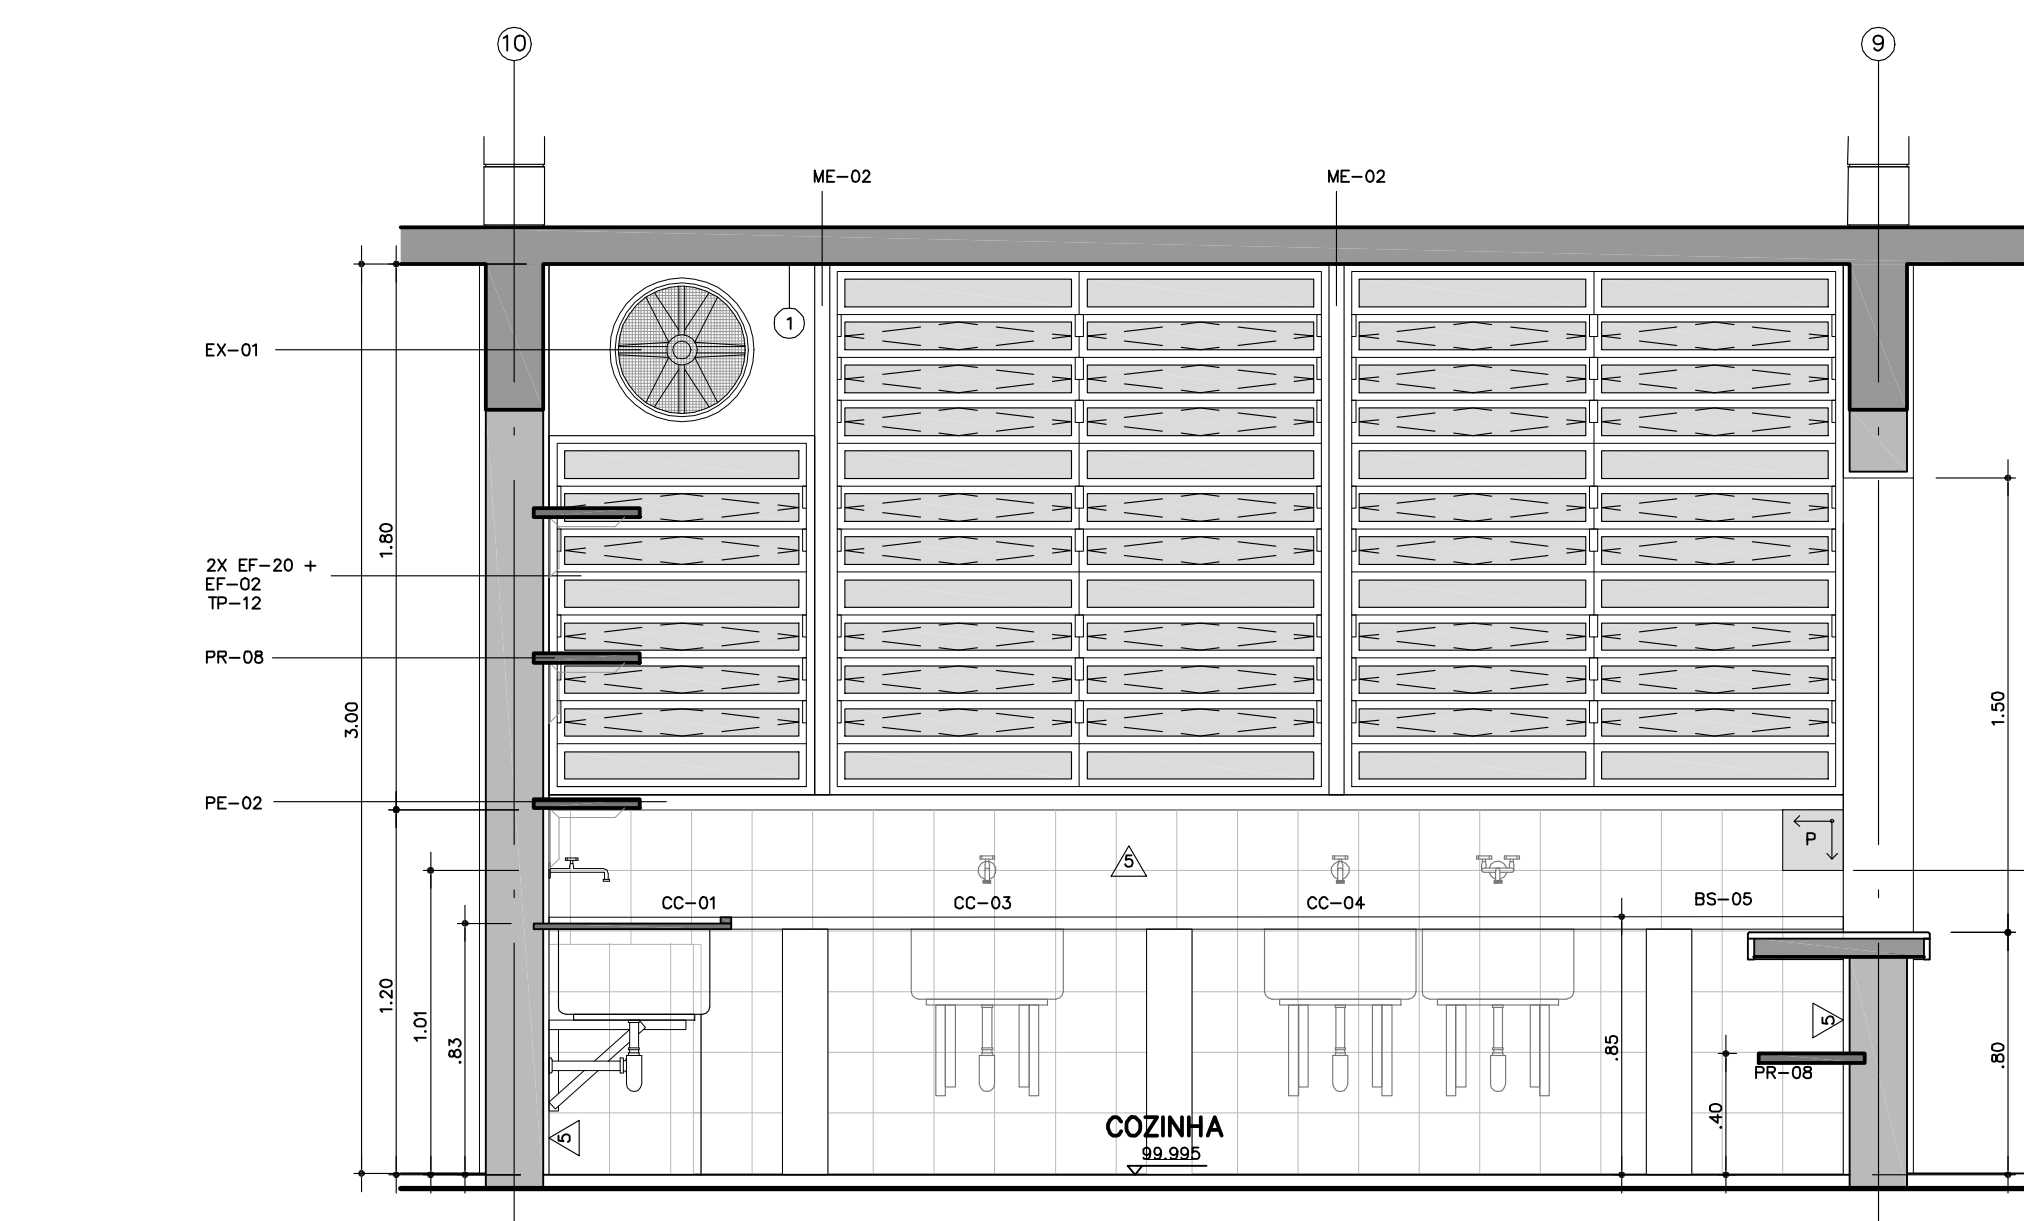 10
9
ME-02
ME-02
1
EX-01
1.80
2X EF-20 +
EF-02
TP-12
PR-08
3.00
1.50
PE-02
P
5
CC-01
CC-03
CC-04
BS-05
1.20
1.01
.83
.85
5
.80
PR-08
.40
COZINHA
99.995
5